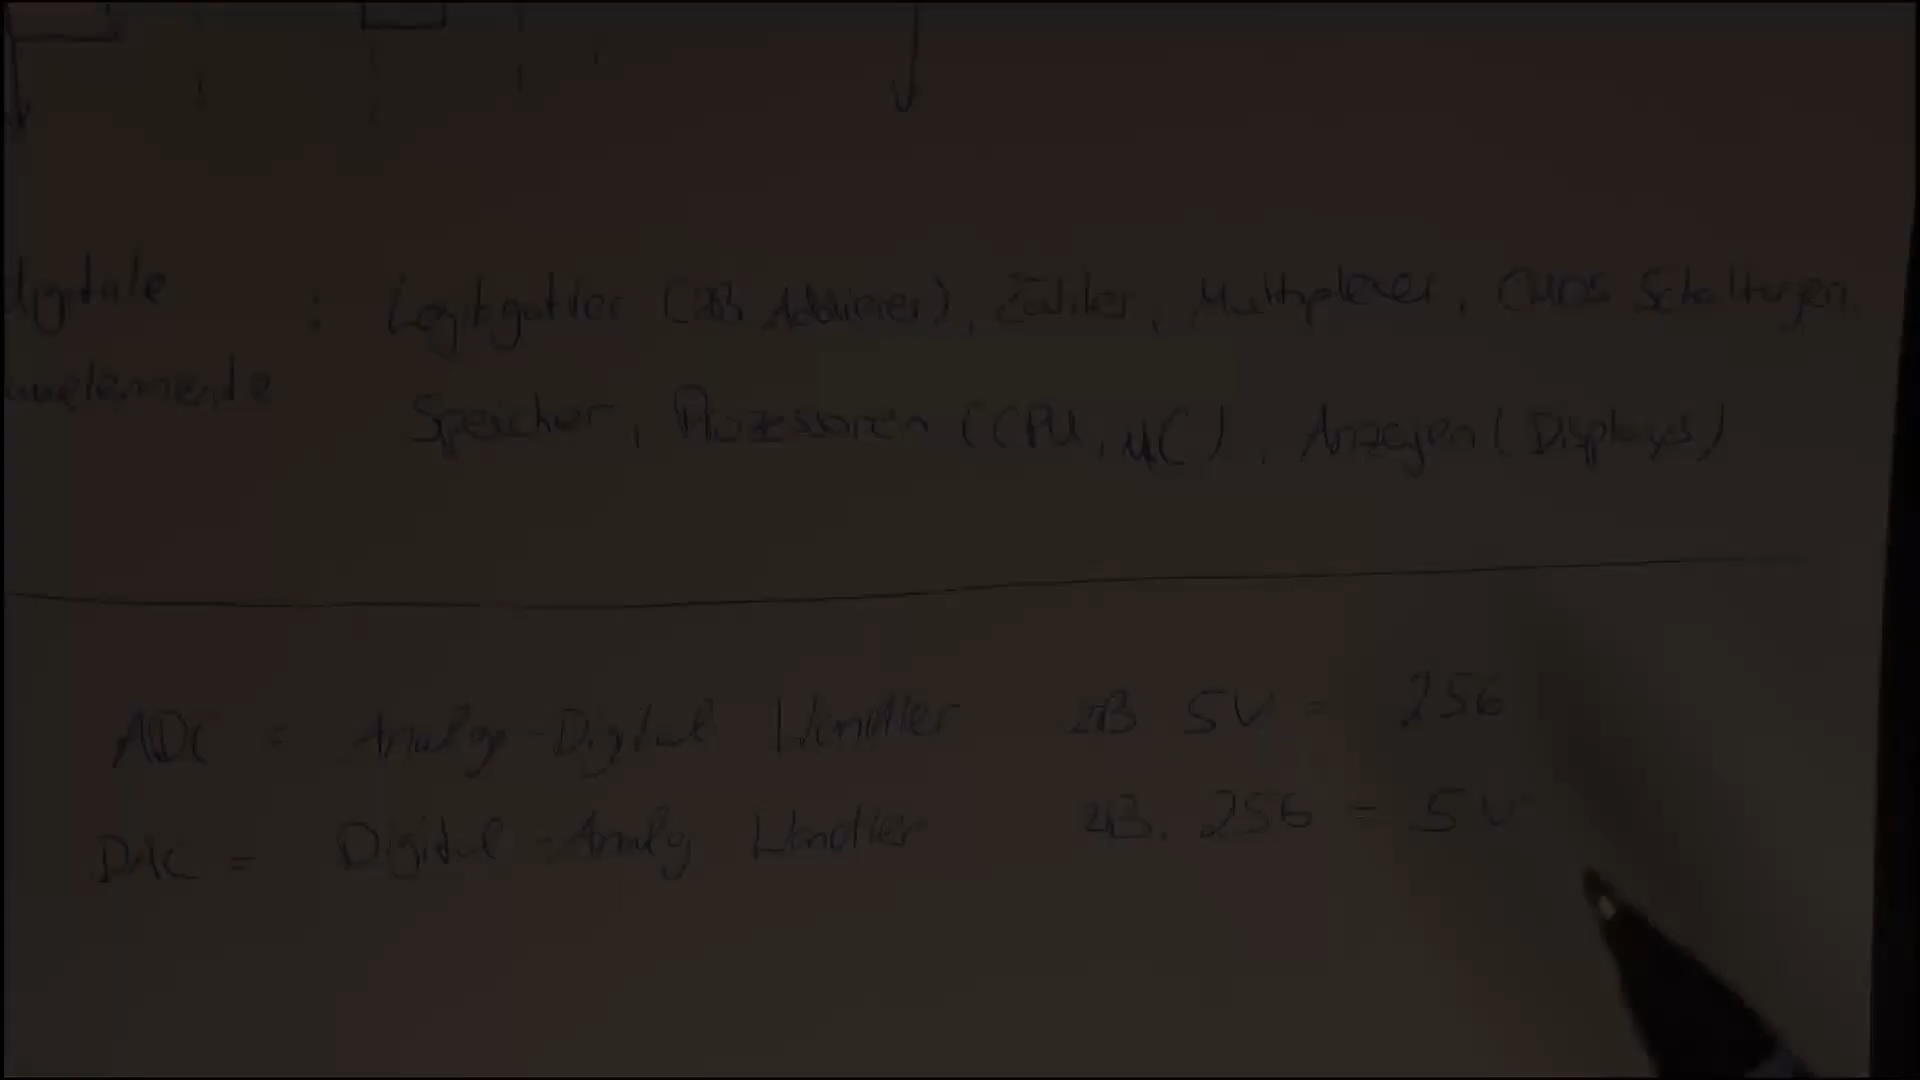 digitale : Logikgatter (zB Addierer), Zähler, Multiplexer, CMOS Schaltungen,
auelemente Speicher, Prozessoren (CPU, µC), Anzeigen (Displays)
ADC = Analog-Digital Wandler zB 5V = 256
DAC = Digital-Analog Wandler zB. 256 = 5V